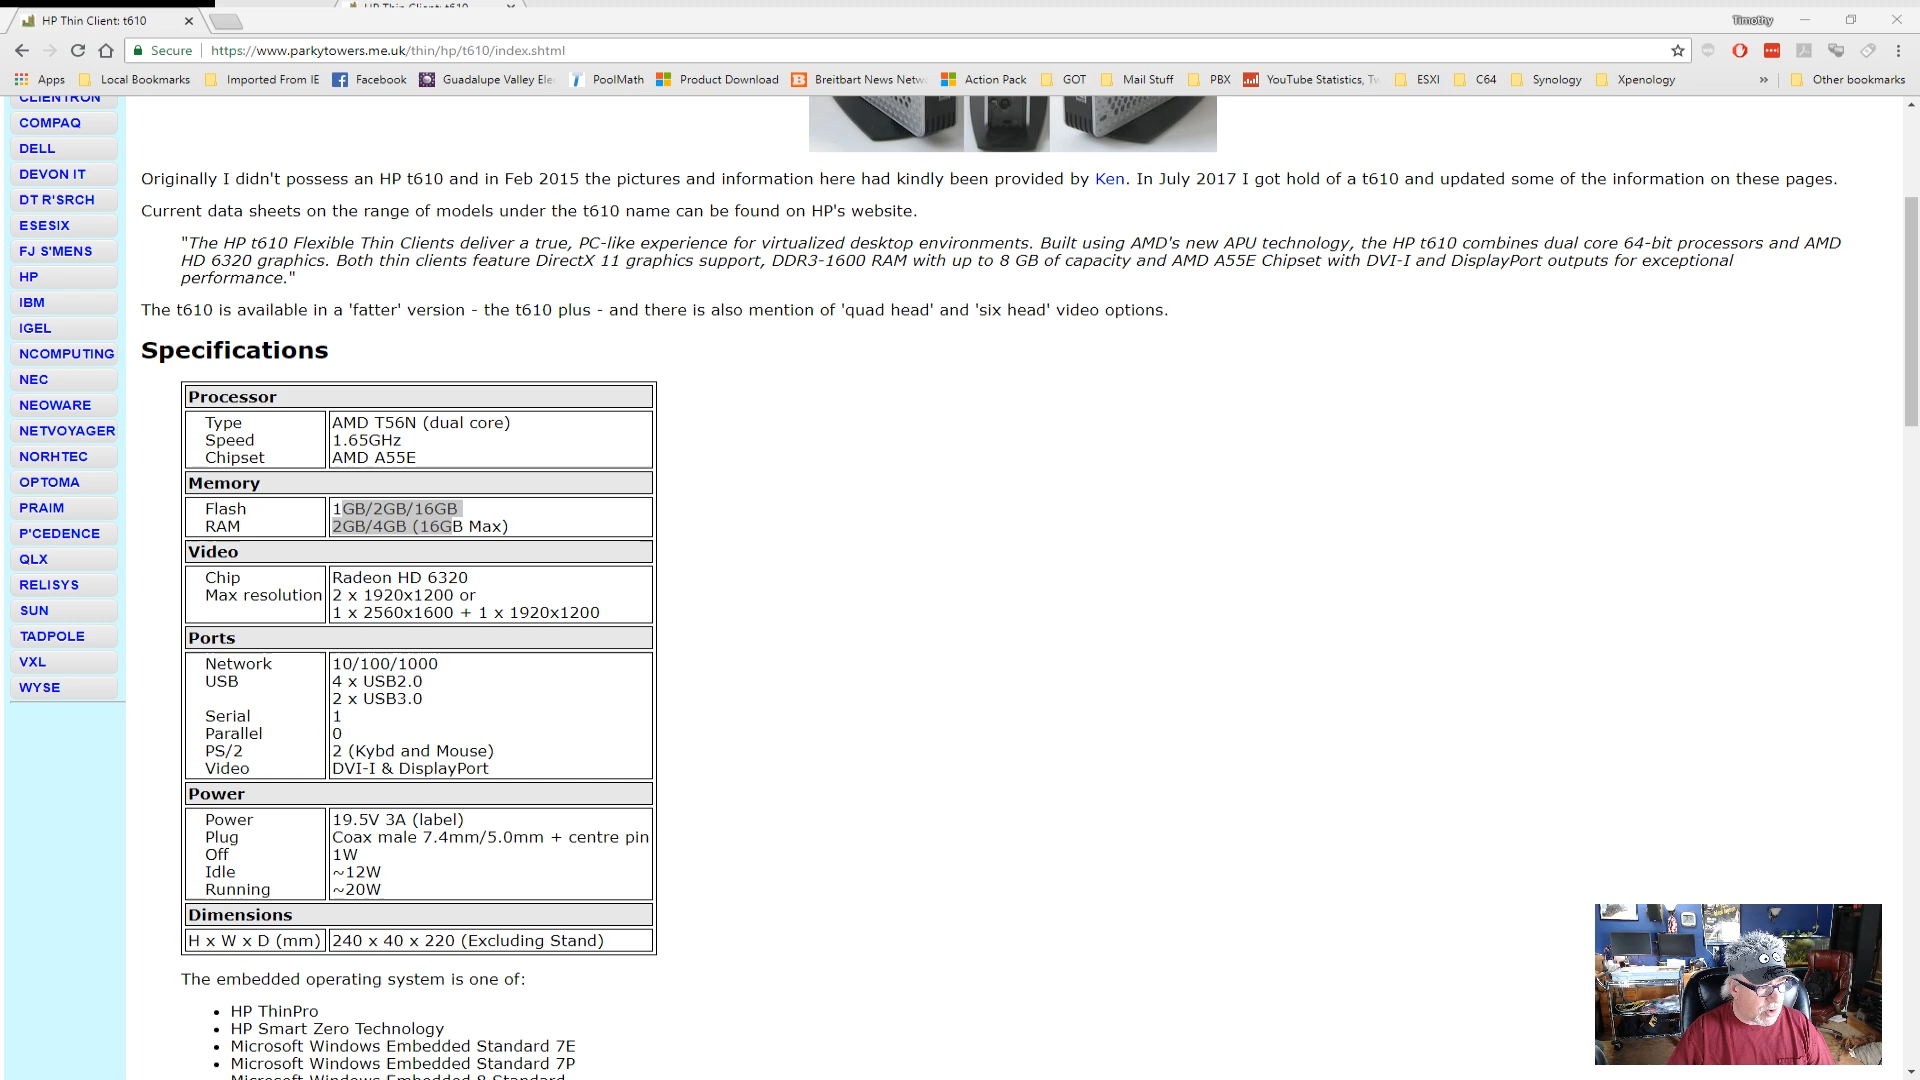 HP Thin Client: t610
Timothy
Secure https://www.parkytowers.me.uk/thin/hp/t610/index.shtml
Apps Local Bookmarks Imported From IE Facebook Guadalupe Valley Ele PoolMath Product Download Breitbart News Netw Action Pack GOT Mail Stuff PBX YouTube Statistics, Tw ESXI C64 Synology Xpenology » Other bookmarks
CLIENTRON
COMPAQ
DELL
DEVON IT
DT R'SRCH
ESESIX
FJ S'MENS
HP
IBM
IGEL
NCOMPUTING
NEC
NEOWARE
NETVOYAGER
NORHTEC
OPTOMA
PRAIM
P'CEDENCE
QLX
RELISYS
SUN
TADPOLE
VXL
WYSE
Originally I didn't possess an HP t610 and in Feb 2015 the pictures and information here had kindly been provided by Ken. In July 2017 I got hold of a t610 and updated some of the information on these pages.
Current data sheets on the range of models under the t610 name can be found on HP's website.
"The HP t610 Flexible Thin Clients deliver a true, PC-like experience for virtualized desktop environments. Built using AMD's new APU technology, the HP t610 combines dual core 64-bit processors and AMD
HD 6320 graphics. Both thin clients feature DirectX 11 graphics support, DDR3-1600 RAM with up to 8 GB of capacity and AMD A55E Chipset with DVI-I and DisplayPort outputs for exceptional
performance."
The t610 is available in a 'fatter' version - the t610 plus - and there is also mention of 'quad head' and 'six head' video options.
Specifications
Processor
Type AMD T56N (dual core)
Speed 1.65GHz
Chipset AMD A55E
Memory
Flash 1GB/2GB/16GB
RAM 2GB/4GB (16GB Max)
Video
Chip Radeon HD 6320
Max resolution 2 x 1920x1200 or
1 x 2560x1600 + 1 x 1920x1200
Ports
Network 10/100/1000
USB 4 x USB2.0
2 x USB3.0
Serial 1
Parallel 0
PS/2 2 (Kybd and Mouse)
Video DVI-I & DisplayPort
Power
Power 19.5V 3A (label)
Plug Coax male 7.4mm/5.0mm + centre pin
Off 1W
Idle ~12W
Running ~20W
Dimensions
H x W x D (mm) 240 x 40 x 220 (Excluding Stand)
The embedded operating system is one of:
• HP ThinPro
• HP Smart Zero Technology
• Microsoft Windows Embedded Standard 7E
• Microsoft Windows Embedded Standard 7P
• Microsoft Windows Embedded 8 Standard